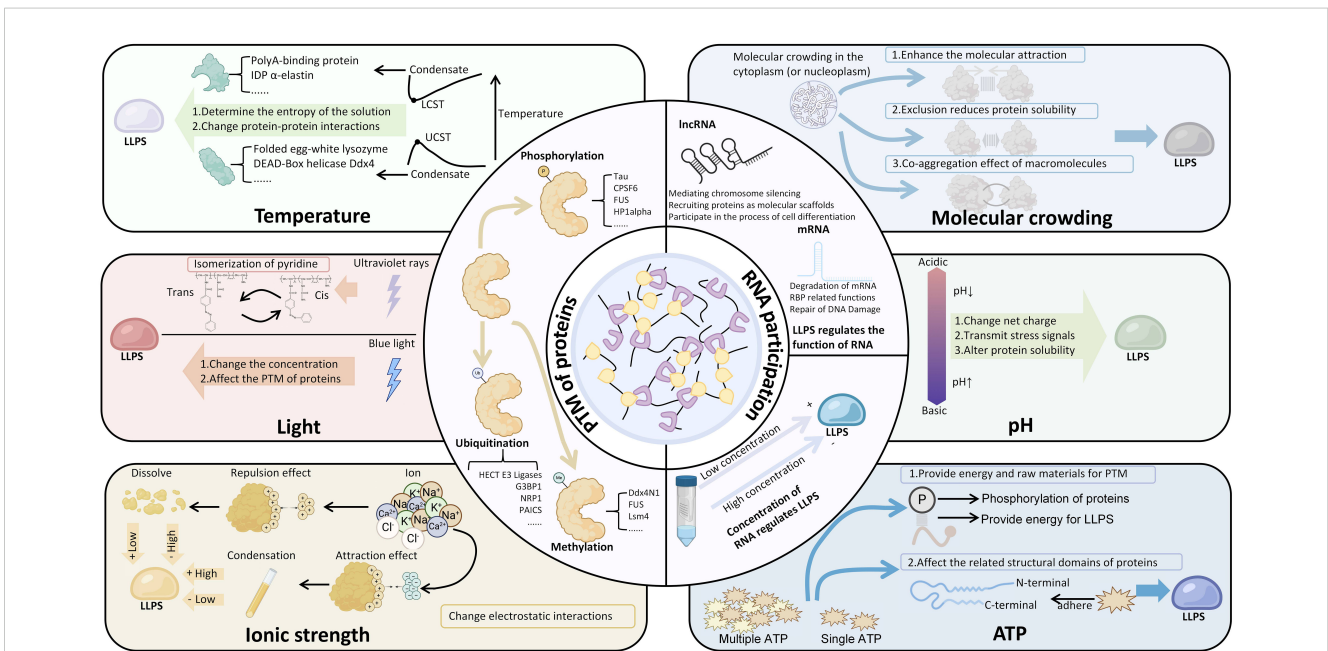 PolyA-binding protein
IDP α-elastin
......
Condensate
LCST
Temperature
LLPS
1.Determine the entropy of the solution
2.Change protein-protein interactions
UCST
Folded egg-white lysozyme
DEAD-Box helicase Ddx4
......
Condensate
Temperature
Molecular crowding in the
cytoplasm (or nucleoplasm)
1.Enhance the molecular attraction
2.Exclusion reduces protein solubility
3.Co-aggregation effect of macromolecules
LLPS
Molecular crowding
Isomerization of pyridine
Ultraviolet rays
Trans
Cis
LLPS
Blue light
1.Change the concentration
2.Affect the PTM of proteins
Light
Phosphorylation
P
Tau
CPSF6
FUS
HP1alpha
......
Ub
Ubiquitination
HECT E3 Ligases
G3BP1
NRP1
PAICS
......
Me
Ddx4N1
FUS
Lsm4
......
Methylation
PTM of proteins
RNA participation
lncRNA
Mediating chromosome silencing
Recruiting proteins as molecular scaffolds
Participate in the process of cell differentiation
mRNA
Degradation of mRNA
RBP related functions
Repair of DNA Damage
LLPS regulates the
function of RNA
+
LLPS
-
Low concentration
High concentration
Concentration of
RNA regulates LLPS
Acidic
pH↓
1.Change net charge
2.Transmit stress signals
3.Alter protein solubility
LLPS
pH↑
Basic
pH
Dissolve
Repulsion effect
Ion
K⁺ Na⁺
Na⁺ Ca²⁺ K⁺
Ca²⁺ K⁺ Na⁺ Ca²⁺
Cl⁻
Cl⁻
+Low
- High
Condensation
Attraction effect
+ High
- Low
LLPS
Change electrostatic interactions
Ionic strength
1.Provide energy and raw materials for PTM
P
Phosphorylation of proteins
Provide energy for LLPS
2.Affect the related structural domains of proteins
N-terminal
C-terminal
adhere
LLPS
Multiple ATP
Single ATP
ATP